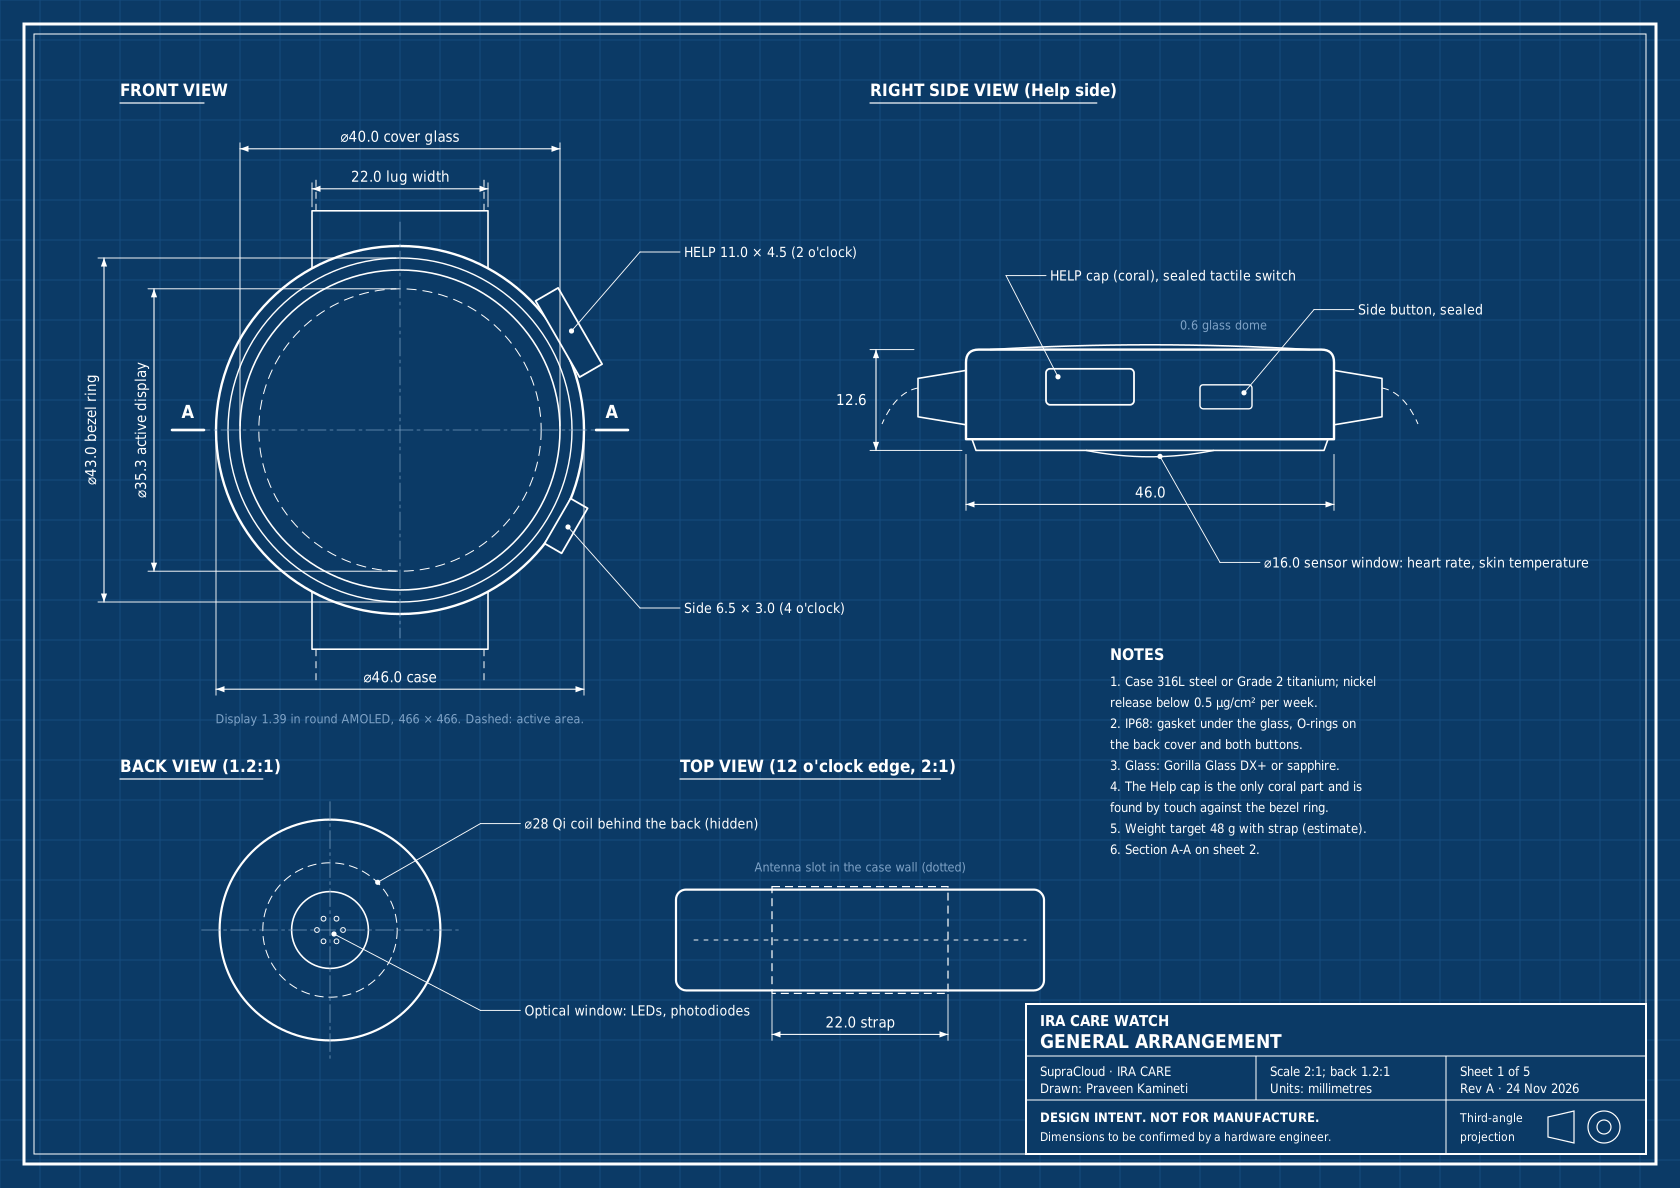 FRONT VIEW
RIGHT SIDE VIEW (Help side)
⌀40.0 cover glass
22.0 lug width
HELP 11.0 × 4.5 (2 o'clock)
HELP cap (coral), sealed tactile switch
Side button, sealed
0.6 glass dome
A
A
⌀43.0 bezel ring
⌀35.3 active display
12.6
46.0
⌀16.0 sensor window: heart rate, skin temperature
Side 6.5 × 3.0 (4 o'clock)
⌀46.0 case
Display 1.39 in round AMOLED, 466 × 466. Dashed: active area.
NOTES
1. Case 316L steel or Grade 2 titanium; nickel
release below 0.5 µg/cm² per week.
2. IP68: gasket under the glass, O-rings on
the back cover and both buttons.
3. Glass: Gorilla Glass DX+ or sapphire.
4. The Help cap is the only coral part and is
found by touch against the bezel ring.
5. Weight target 48 g with strap (estimate).
6. Section A-A on sheet 2.
BACK VIEW (1.2:1)
⌀28 Qi coil behind the back (hidden)
Optical window: LEDs, photodiodes
TOP VIEW (12 o'clock edge, 2:1)
Antenna slot in the case wall (dotted)
22.0 strap
IRA CARE WATCH
GENERAL ARRANGEMENT
SupraCloud · IRA CARE
Drawn: Praveen Kamineti
Scale 2:1; back 1.2:1
Units: millimetres
Sheet 1 of 5
Rev A · 24 Nov 2026
DESIGN INTENT. NOT FOR MANUFACTURE.
Dimensions to be confirmed by a hardware engineer.
Third-angle
projection